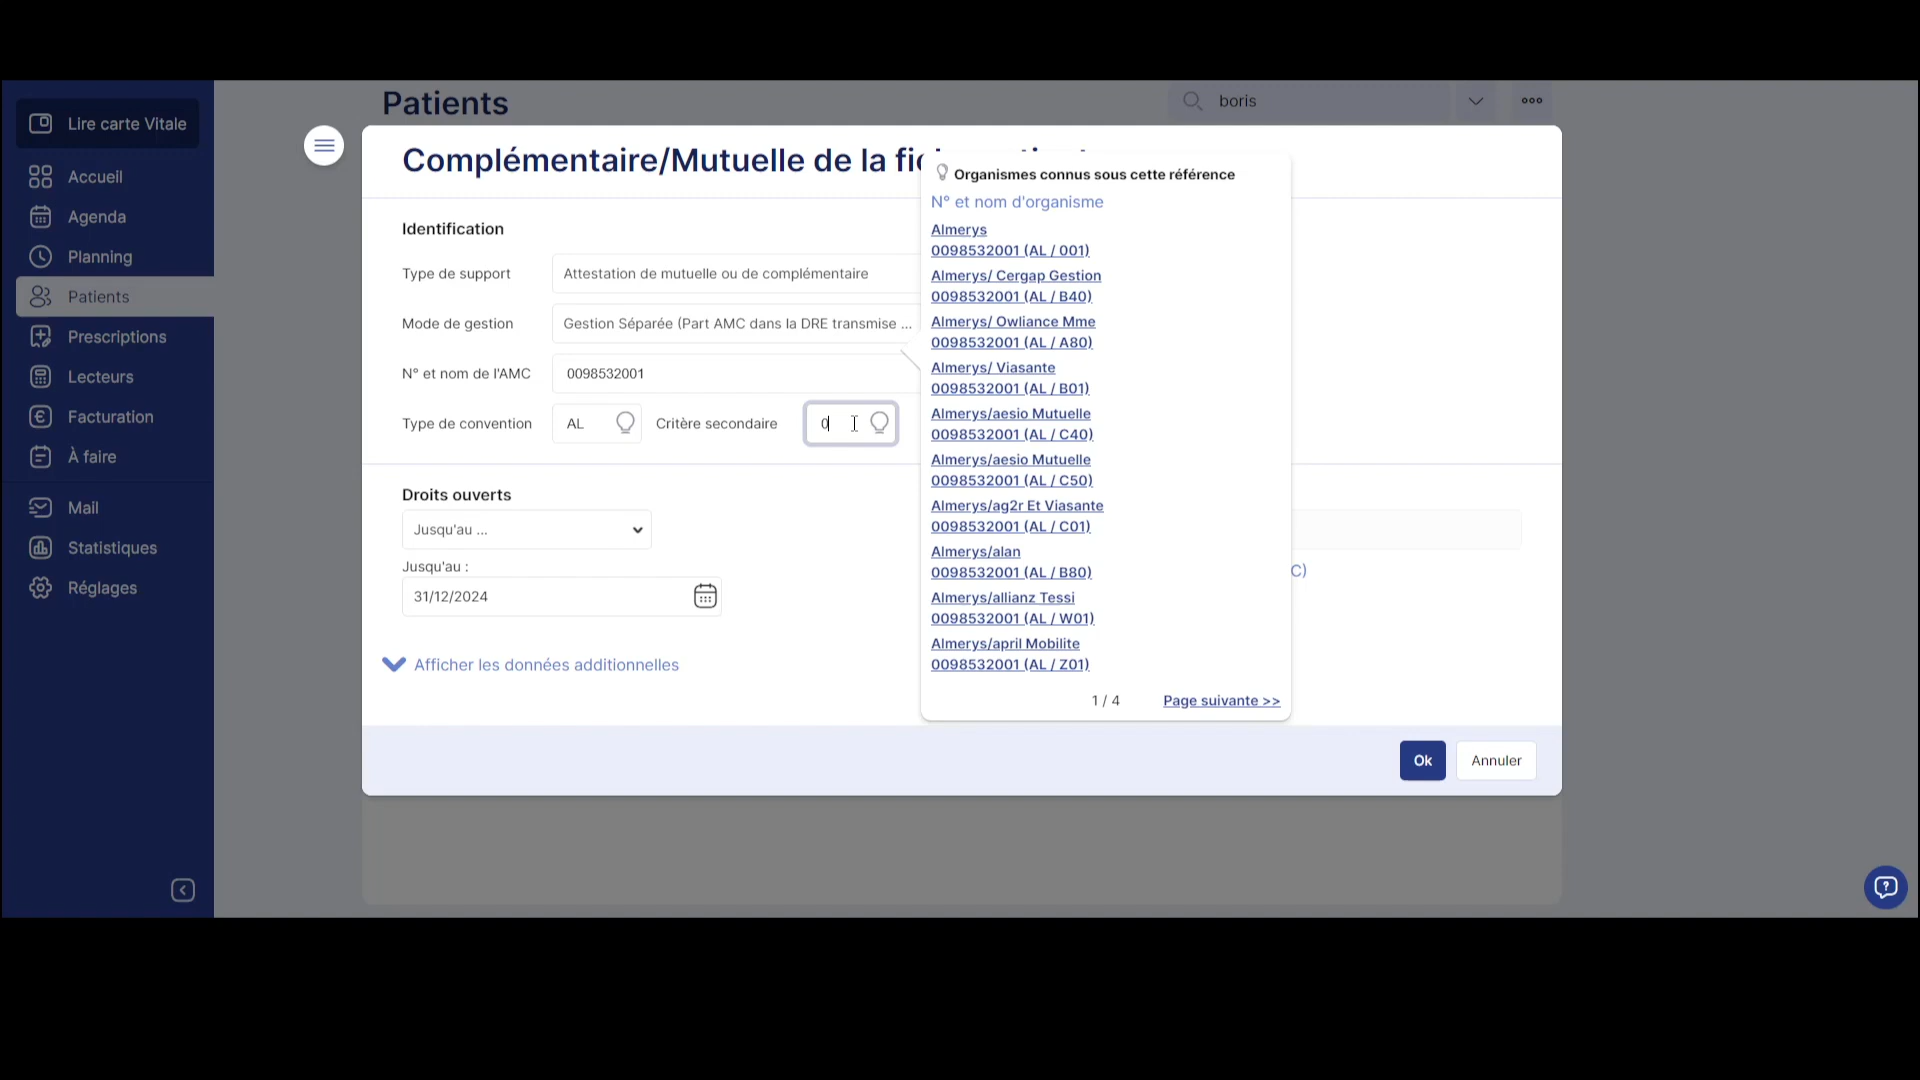 Lire carte Vitale
Accueil
Agenda
Planning
Patients
Prescriptions
Lecteurs
Facturation
À faire
Mail
Statistiques
Réglages
Patients
boris
Complémentaire/Mutuelle de la
Identification
Type de support
Attestation de mutuelle ou de complémentaire
Mode de gestion
Gestion Séparée (Part AMC dans la DRE transmise ...
N° et nom de l'AMC
0098532001
Type de convention
AL
Critère secondaire
0
Droits ouverts
Jusqu'au ...
Jusqu'au :
31/12/2024
Afficher les données additionnelles
Organismes connus sous cette référence
N° et nom d'organisme
Almerys
0098532001 (AL / 001)
Almerys/ Cergap Gestion
0098532001 (AL / B40)
Almerys/ Owliance Mme
0098532001 (AL / A80)
Almerys/ Viasante
0098532001 (AL / B01)
Almerys/aesio Mutuelle
0098532001 (AL / C40)
Almerys/aesio Mutuelle
0098532001 (AL / C50)
Almerys/ag2r Et Viasante
0098532001 (AL / C01)
Almerys/alan
0098532001 (AL / B80)
Almerys/allianz Tessi
0098532001 (AL / W01)
Almerys/april Mobilite
0098532001 (AL / Z01)
1 / 4
Page suivante >>
C)
Ok
Annuler